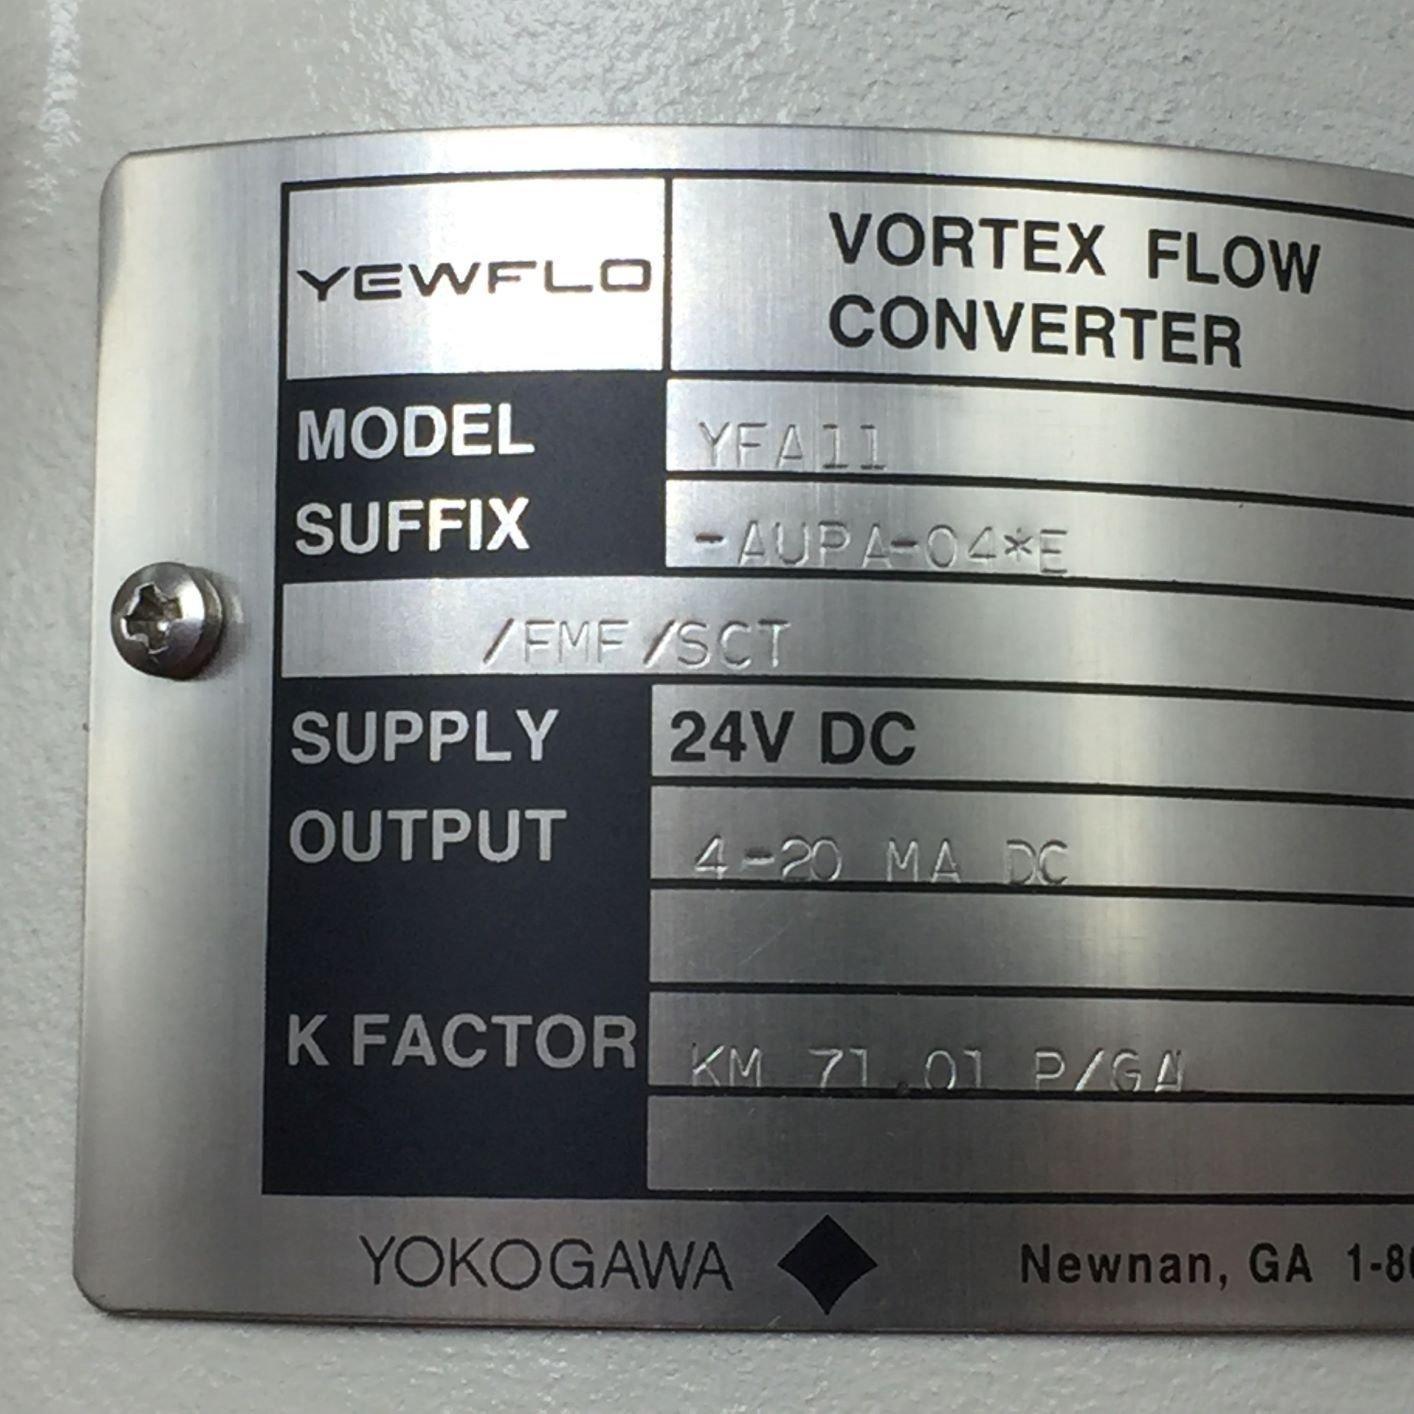 YEWFLO
VORTEX FLOW
CONVERTER
MODEL YFA11
SUFFIX -AUPA-04*E
/FMF/SCT
SUPPLY 24V DC
OUTPUT 4-20 MA DC
K FACTOR KM 71.01 P/GA
YOKOGAWA Newnan, GA 1-80